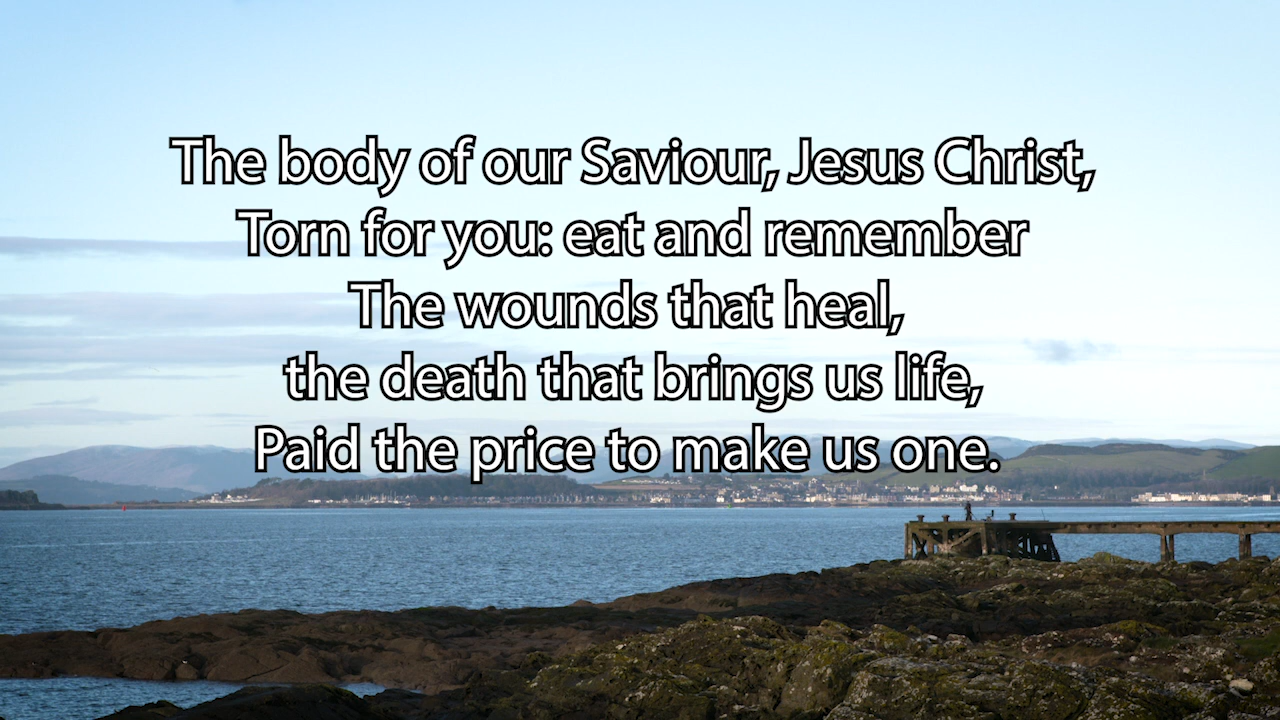 The body of our Saviour, Jesus Christ,
Torn for you: eat and remember
The wounds that heal,
the death that brings us life,
Paid the price to make us one.